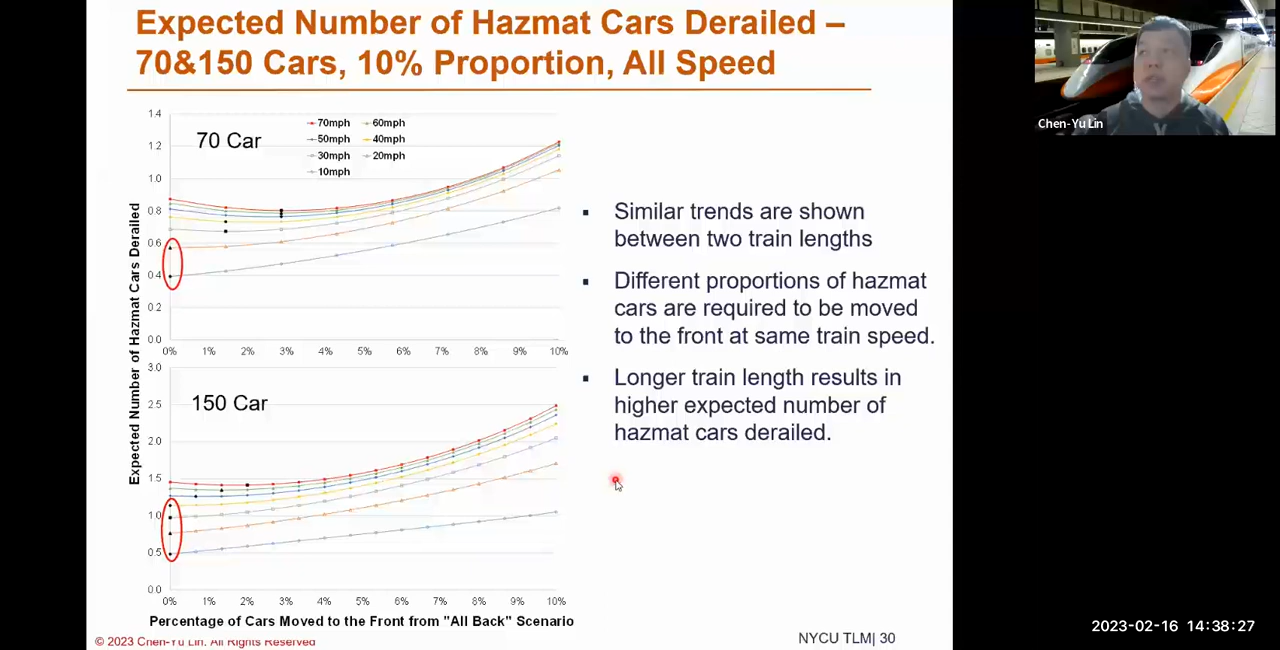 Expected Number of Hazmat Cars Derailed –
70&150 Cars, 10% Proportion, All Speed
Chen-Yu Lin
1.4
1.2
1.0
0.8
0.6
0.4
0.2
0.0
70 Car
70mph 60mph
50mph 40mph
30mph 20mph
10mph
0% 1% 2% 3% 4% 5% 6% 7% 8% 9% 10%
Expected Number of Hazmat Cars Derailed
3.0
2.5
2.0
1.5
1.0
0.5
0.0
150 Car
0% 1% 2% 3% 4% 5% 6% 7% 8% 9% 10%
Percentage of Cars Moved to the Front from "All Back" Scenario
▪ Similar trends are shown
between two train lengths
▪ Different proportions of hazmat
cars are required to be moved
to the front at same train speed.
▪ Longer train length results in
higher expected number of
hazmat cars derailed.
© 2023 Chen-Yu Lin. All Rights Reserved
NYCU TLM| 30
2023-02-16 14:38:27